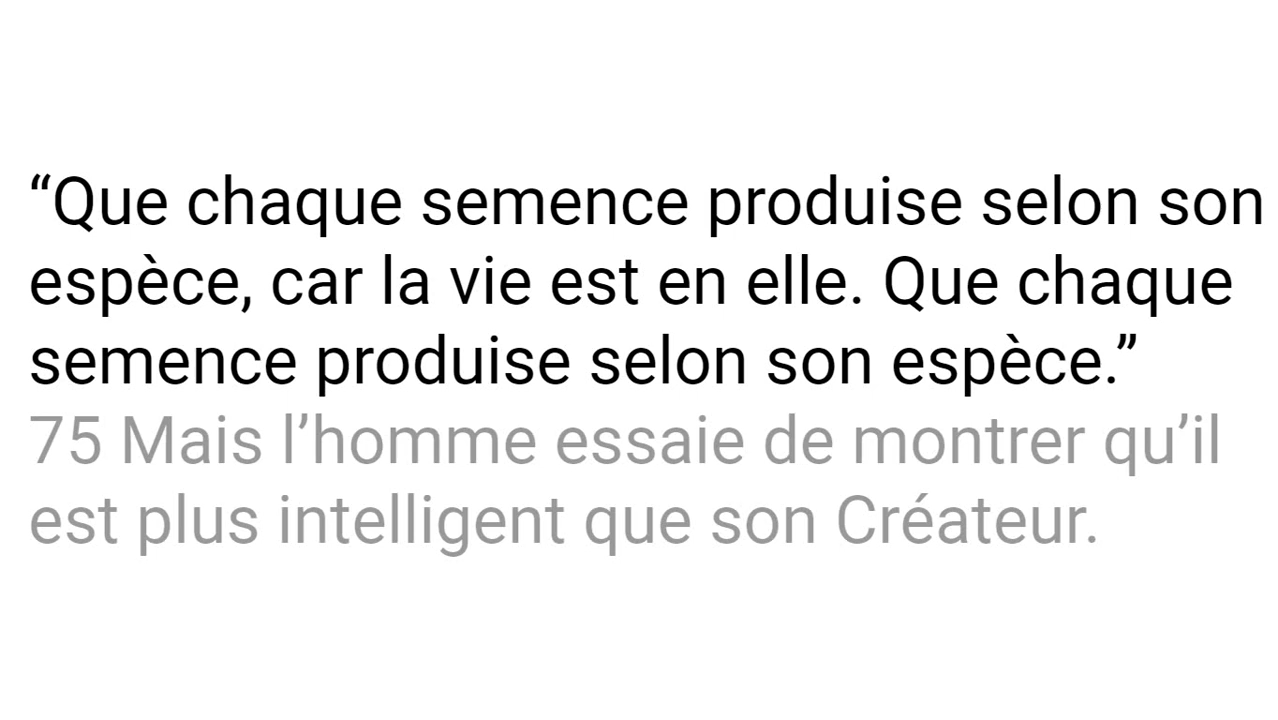 “Que chaque semence produise selon son
espèce, car la vie est en elle. Que chaque
semence produise selon son espèce.”
75 Mais l’homme essaie de montrer qu’il
est plus intelligent que son Créateur.